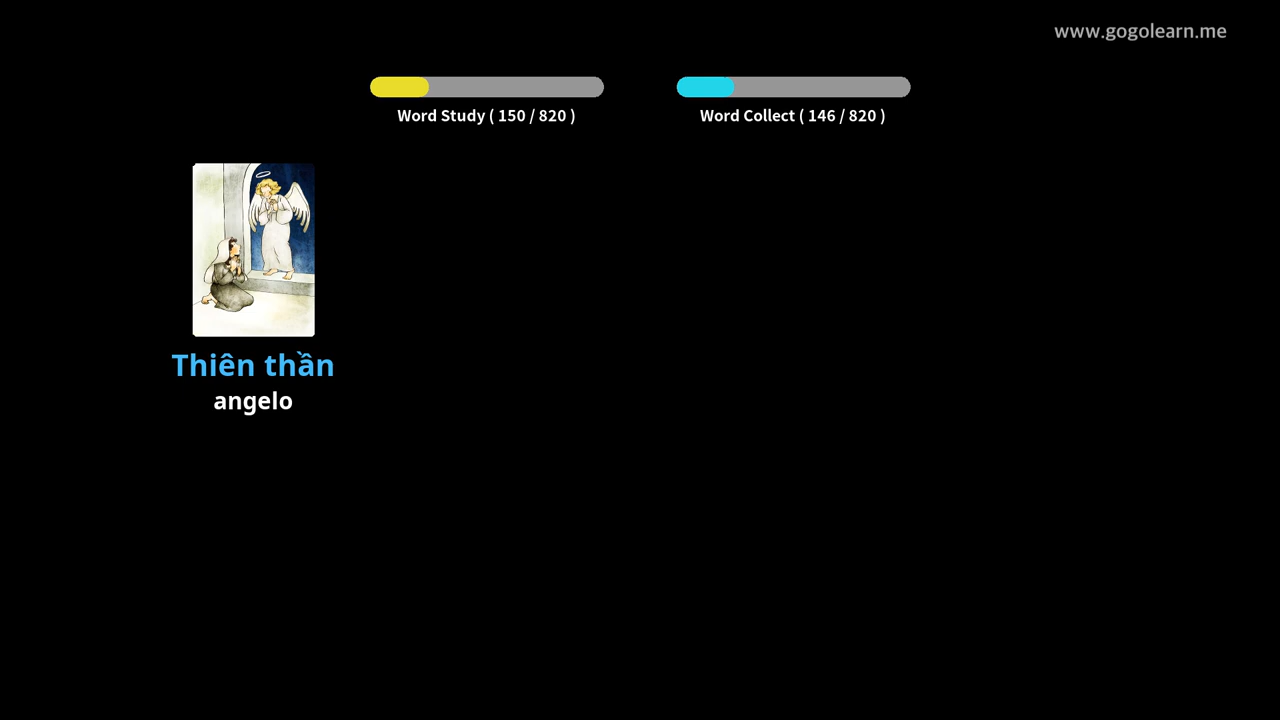 www.gogolearn.me
Word Study ( 150 / 820 )
Word Collect ( 146 / 820 )
Thiên thần
angelo